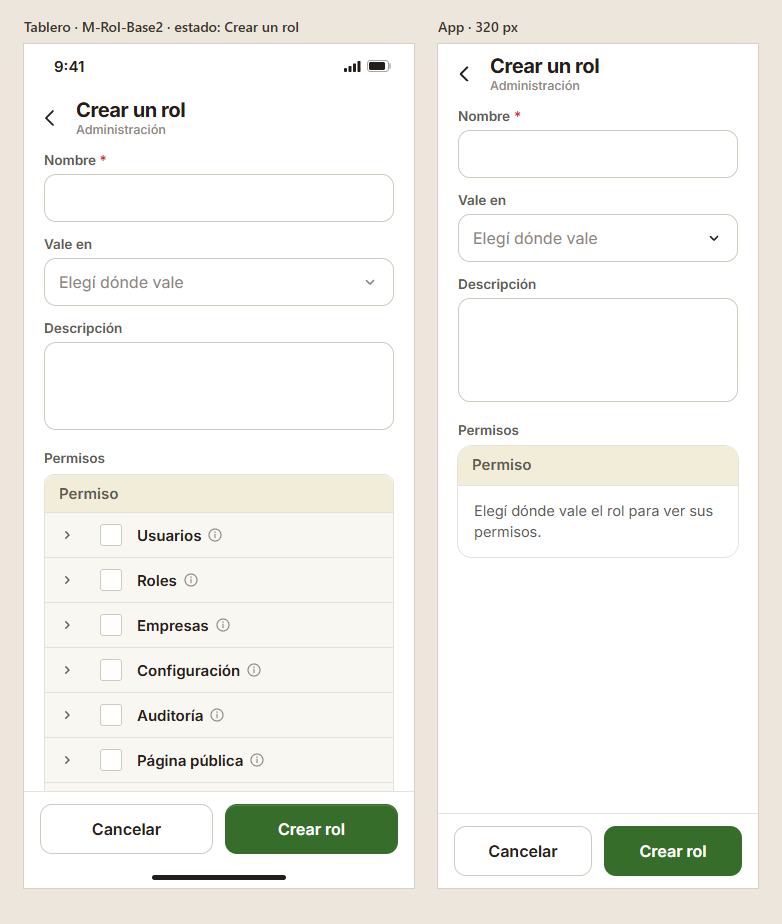 Tablero · M-Rol-Base2 · estado: Crear un rol
9:41
Crear un rol
Administración
Nombre *
Vale en
Elegí dónde vale
Descripción
Permisos
Permiso
Usuarios
Roles
Empresas
Configuración
Auditoría
Página pública
Cancelar
Crear rol
App · 320 px
Crear un rol
Administración
Nombre *
Vale en
Elegí dónde vale
Descripción
Permisos
Permiso
Elegí dónde vale el rol para ver sus
permisos.
Cancelar
Crear rol